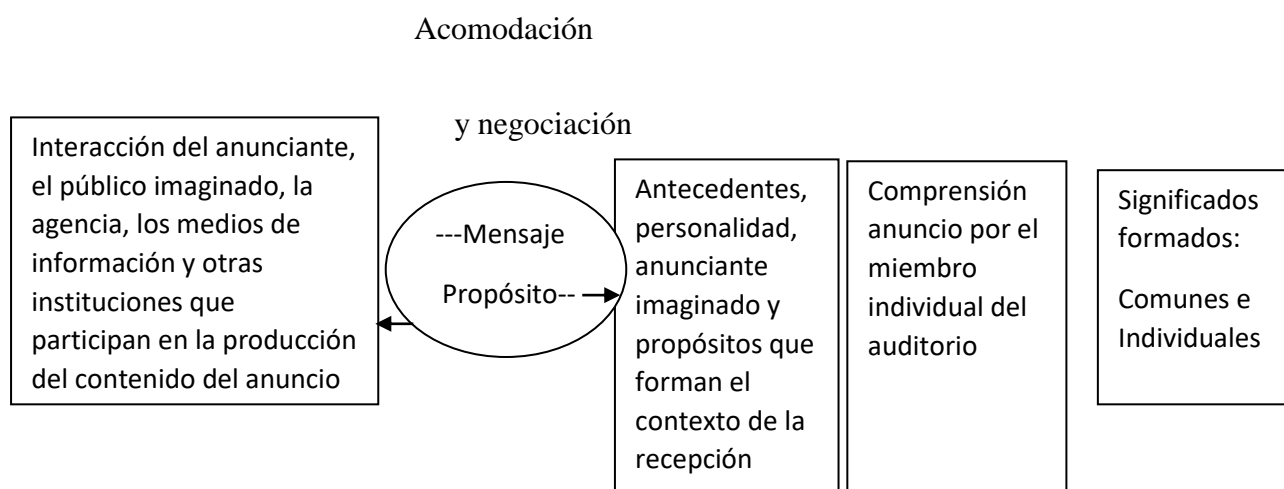 Acomodación
y negociación
Interacción del anunciante,
el público imaginado, la
agencia, los medios de
información y otras
instituciones que
participan en la producción
del contenido del anuncio
---Mensaje
Propósito--
Antecedentes,
personalidad,
anunciante
imaginado y
propósitos que
forman el
contexto de la
recepción
Comprensión
anuncio por el
miembro
individual del
auditorio
Significados
formados:
Comunes e
Individuales